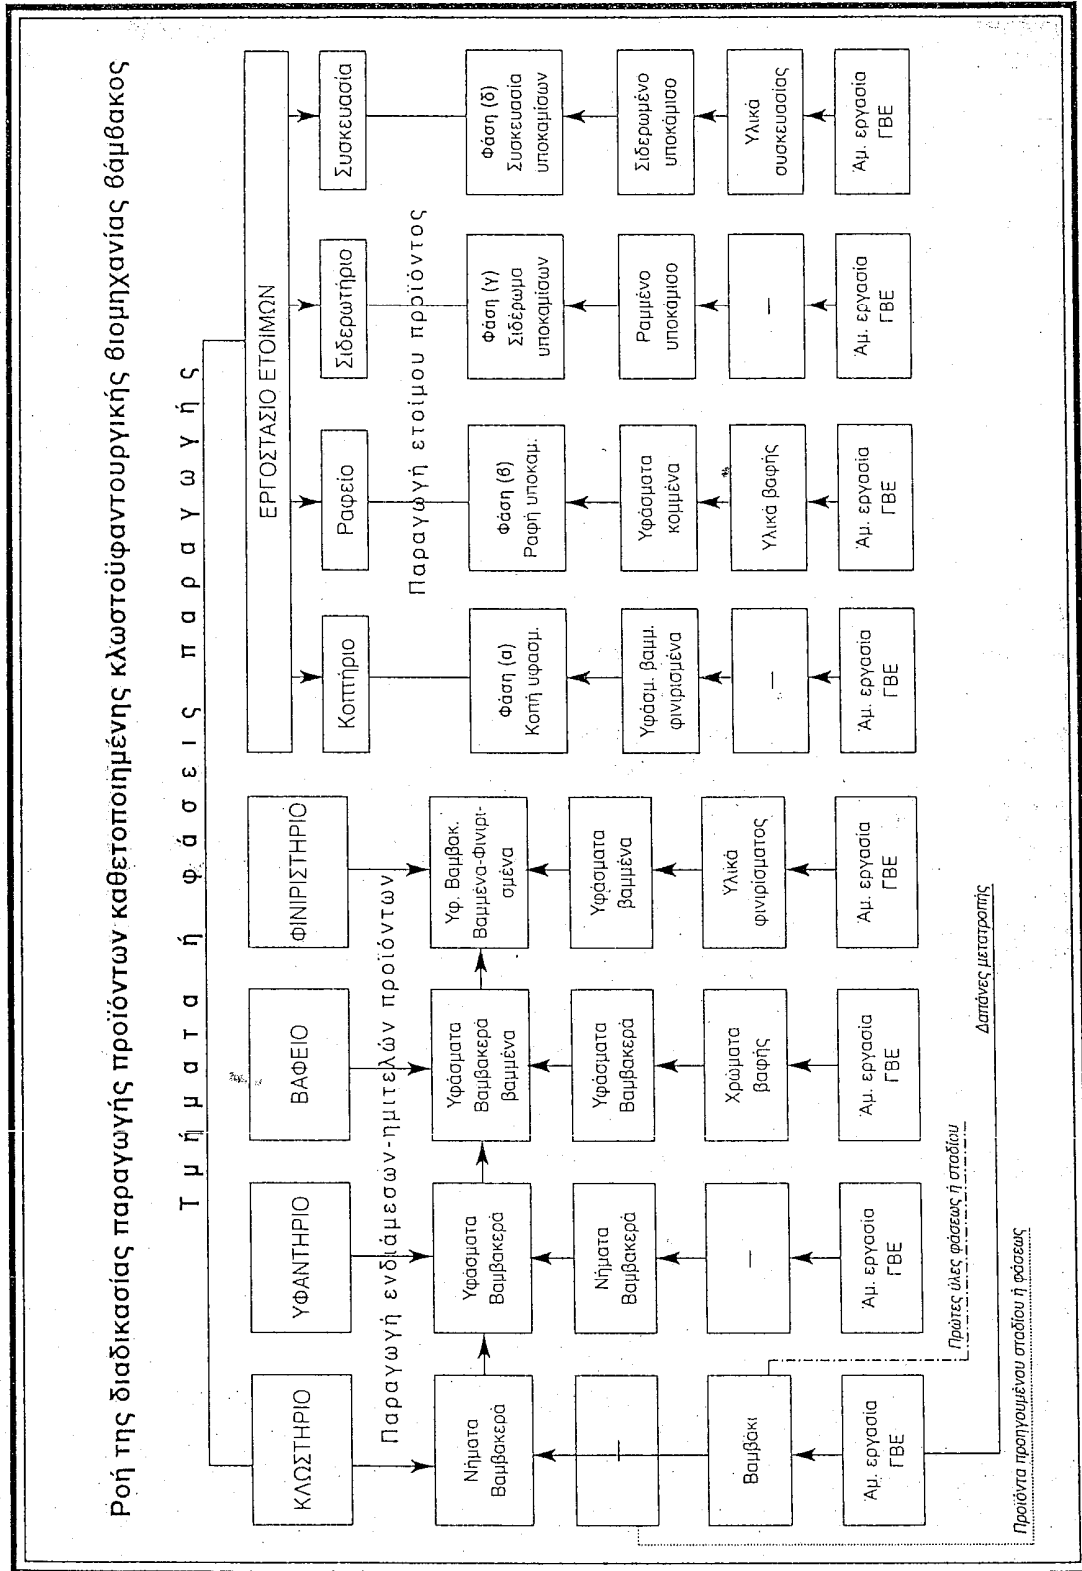 Ροή της διαδικασίας παραγωγής προϊόντων καθετοποιημένης κλωστοϋφαντουργικής βιομηχανίας βάμβακος
Τμήματα ή φάσεις παραγωγής
ΚΛΩΣΤΗΡΙΟ
ΥΦΑΝΤΗΡΙΟ
ΒΑΦΕΙΟ
ΦΙΝΙΡΙΣΤΗΡΙΟ
ΕΡΓΟΣΤΑΣΙΟ ΕΤΟΙΜΩΝ
Κοπτήριο
Ραφείο
Σιδερωτήριο
Συσκευασία
Παραγωγή ενδιάμεσων-ημιτελών προϊόντων
Παραγωγή ετοίμου προϊόντος
Νήματα
Βαμβακερά
Υφάσματα
Βαμβακερά
Υφάσματα
Βαμβακερά
βαμμένα
Υφ. Βαμβακ.
Βαμμένα-Φινιρι-
σμένα
Φάση (α)
Κοπή υφασμ.
Φάση (β)
Ραφή υποκαμ.
Φάση (γ)
Σιδέρωμα
υποκαμίσων
Φάση (δ)
Συσκευασία
υποκαμίσων
—
Νήματα
Βαμβακερά
Υφάσματα
Βαμβακερά
Υφάσματα
βαμμένα
Υφάσμ. βαμμ.
φινιρισμένα
Υφάσματα
κομμένα
Ραμμένο
υποκάμισο
Σιδερωμένο
υποκάμισο
Βαμβάκι
—
Χρώματα
βαφής
Υλικά
φινιρίσματος
—
Υλικά βαφής
—
Υλικά
συσκευασίας
Άμ. εργασία
ΓΒΕ
Άμ. εργασία
ΓΒΕ
Άμ. εργασία
ΓΒΕ
Άμ. εργασία
ΓΒΕ
Άμ. εργασία
ΓΒΕ
Άμ. εργασία
ΓΒΕ
Άμ. εργασία
ΓΒΕ
Άμ. εργασία
ΓΒΕ
Πρώτες ύλες φάσεως ή σταδίου
Δαπάνες μετατροπής
Προϊόντα προηγουμένου σταδίου ή φάσεως